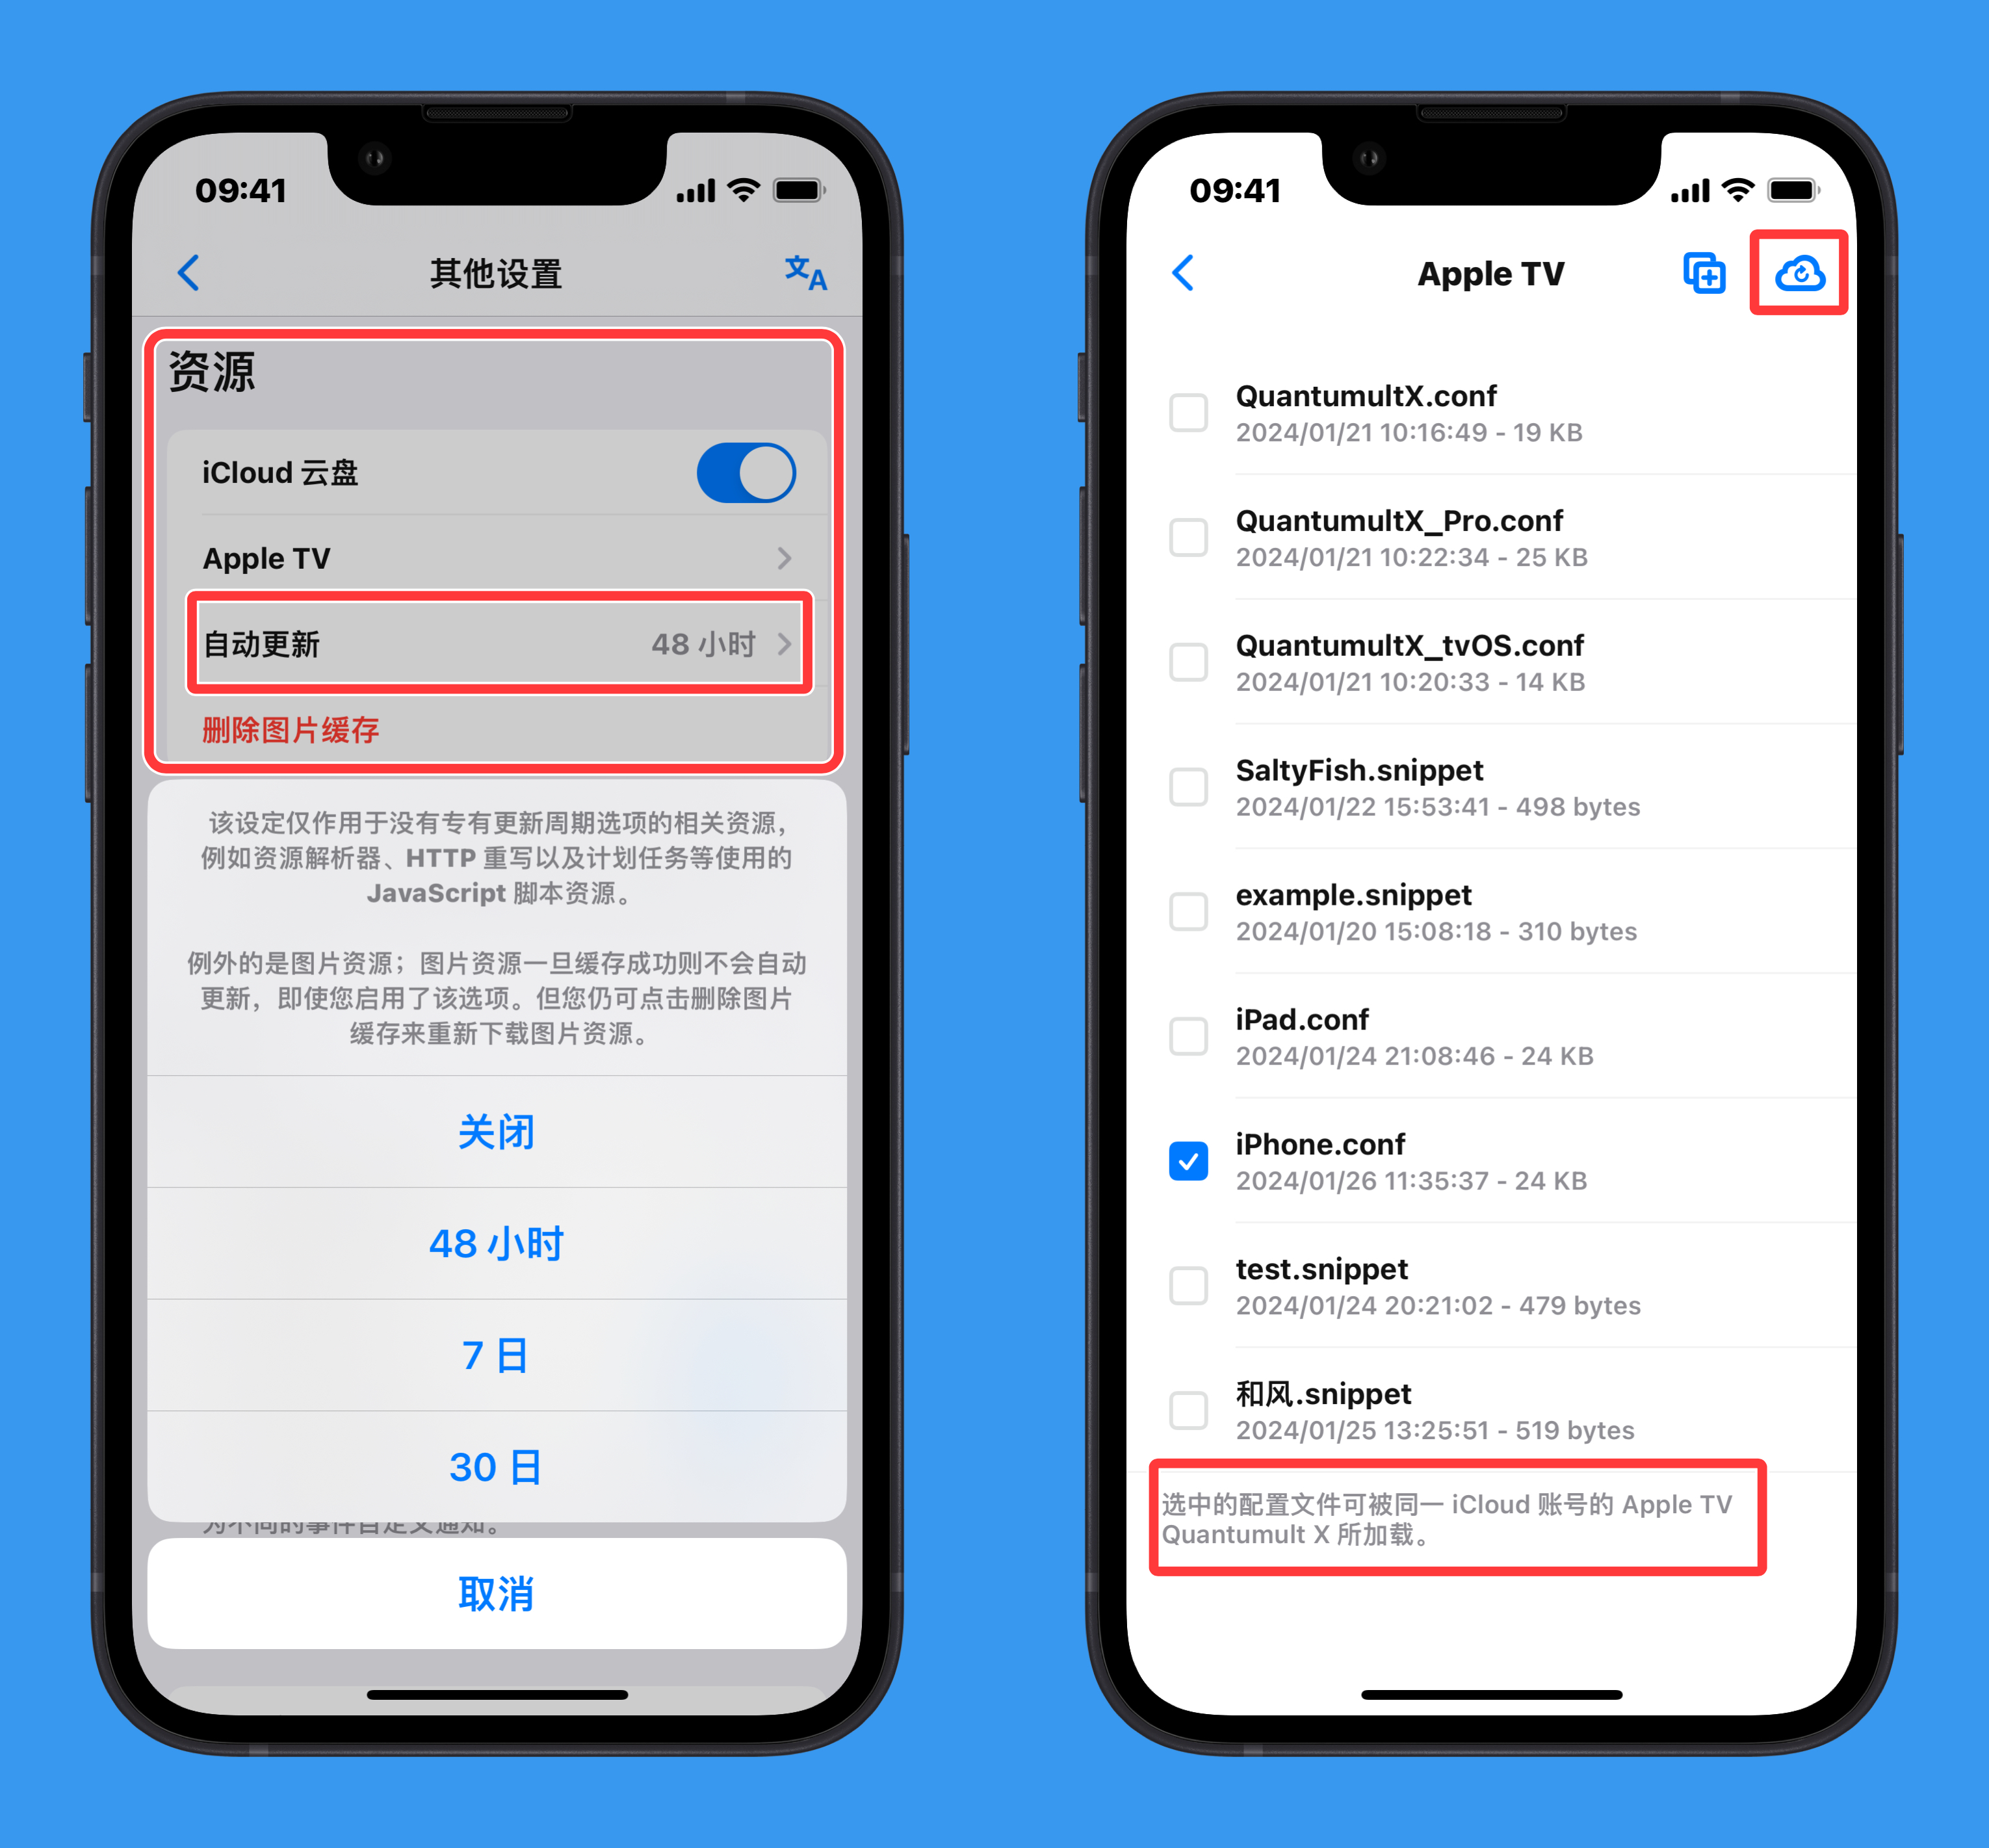 09:41
其他设置
文A
资源
iCloud 云盘
Apple TV
自动更新
48 小时
删除图片缓存
该设定仅作用于没有专有更新周期选项的相关资源，
例如资源解析器、HTTP 重写以及计划任务等使用的
JavaScript 脚本资源。
例外的是图片资源；图片资源一旦缓存成功则不会自动
更新，即使您启用了该选项。但您仍可点击删除图片
缓存来重新下载图片资源。
关闭
48 小时
7 日
30 日
为不同的事件自定义通知。
取消
09:41
Apple TV
QuantumultX.conf
2024/01/21 10:16:49 - 19 KB
QuantumultX_Pro.conf
2024/01/21 10:22:34 - 25 KB
QuantumultX_tvOS.conf
2024/01/21 10:20:33 - 14 KB
SaltyFish.snippet
2024/01/22 15:53:41 - 498 bytes
example.snippet
2024/01/20 15:08:18 - 310 bytes
iPad.conf
2024/01/24 21:08:46 - 24 KB
iPhone.conf
2024/01/26 11:35:37 - 24 KB
test.snippet
2024/01/24 20:21:02 - 479 bytes
和风.snippet
2024/01/25 13:25:51 - 519 bytes
选中的配置文件可被同一 iCloud 账号的 Apple TV
Quantumult X 所加载。